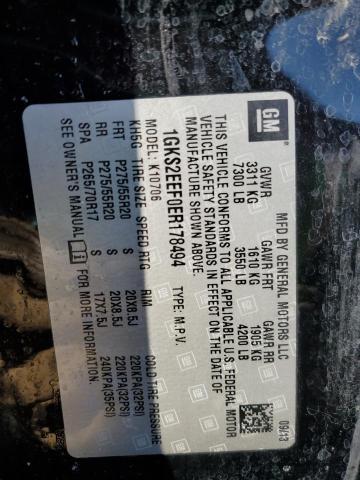 GM
MFD BY GENERAL MOTORS LLC 09/13
GVWR GAWR FRT GAWR RR
3311 KG 1610 KG 1905 KG
7300 LB 3550 LB 4200 LB
THIS VEHICLE CONFORMS TO ALL APPLICABLE U.S. FEDERAL MOTOR
VEHICLE SAFETY STANDARDS IN EFFECT ON THE DATE OF
MANUFACTURE SHOWN ABOVE.
1GKS2EEF0ER178494 TYPE: M.P.V.
MODEL: K10706
KH5G TIRE SIZE SPEED RTG RIM COLD TIRE PRESSURE
FRT P275/55R20 S 20X8.5J 220KPA(32PSI)
RR P275/55R20 S 20X8.5J 220KPA(32PSI)
SPA P265/70R17 S 17X7.5J 240KPA(35PSI)
SEE OWNER'S MANUAL